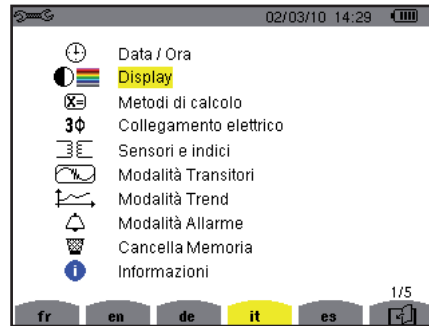 02/03/10 14:29
Data / Ora
Display
X= Metodi di calcolo
3Φ Collegamento elettrico
Sensori e indici
Modalità Transitori
Modalità Trend
Modalità Allarme
Cancella Memoria
i Informazioni
1/5
fr en de it es